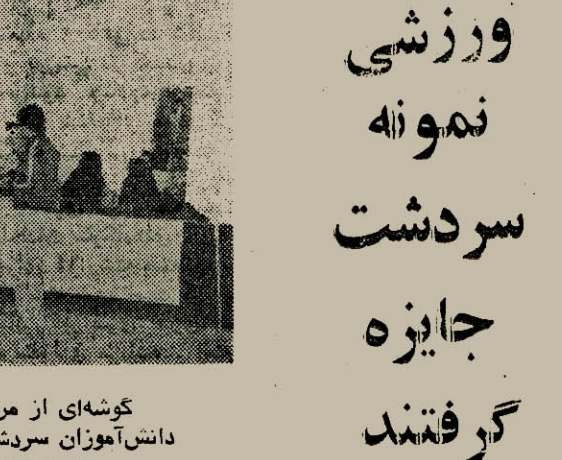 ورزشی
نمونه
سردشت
جایزه
گرفتند
گوشه‌ای از
دانش‌آموزان